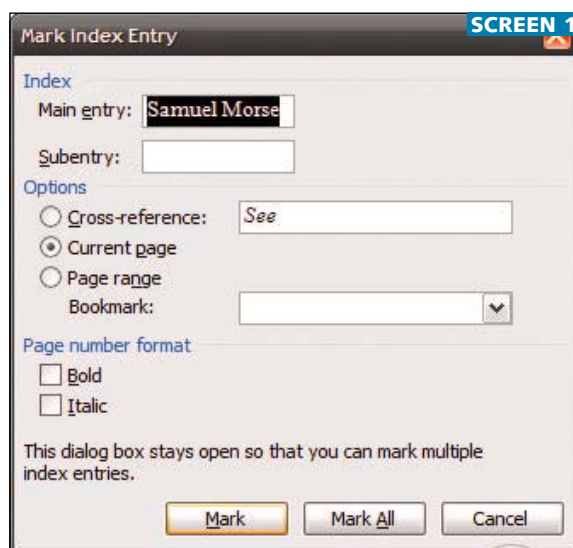 SCREEN 1
Mark Index Entry
Index
Main entry: Samuel Morse
Subentry:
Options
Cross-reference: See
Current page
Page range
Bookmark:
Page number format
Bold
Italic
This dialog box stays open so that you can mark multiple
index entries.
Mark Mark All Cancel